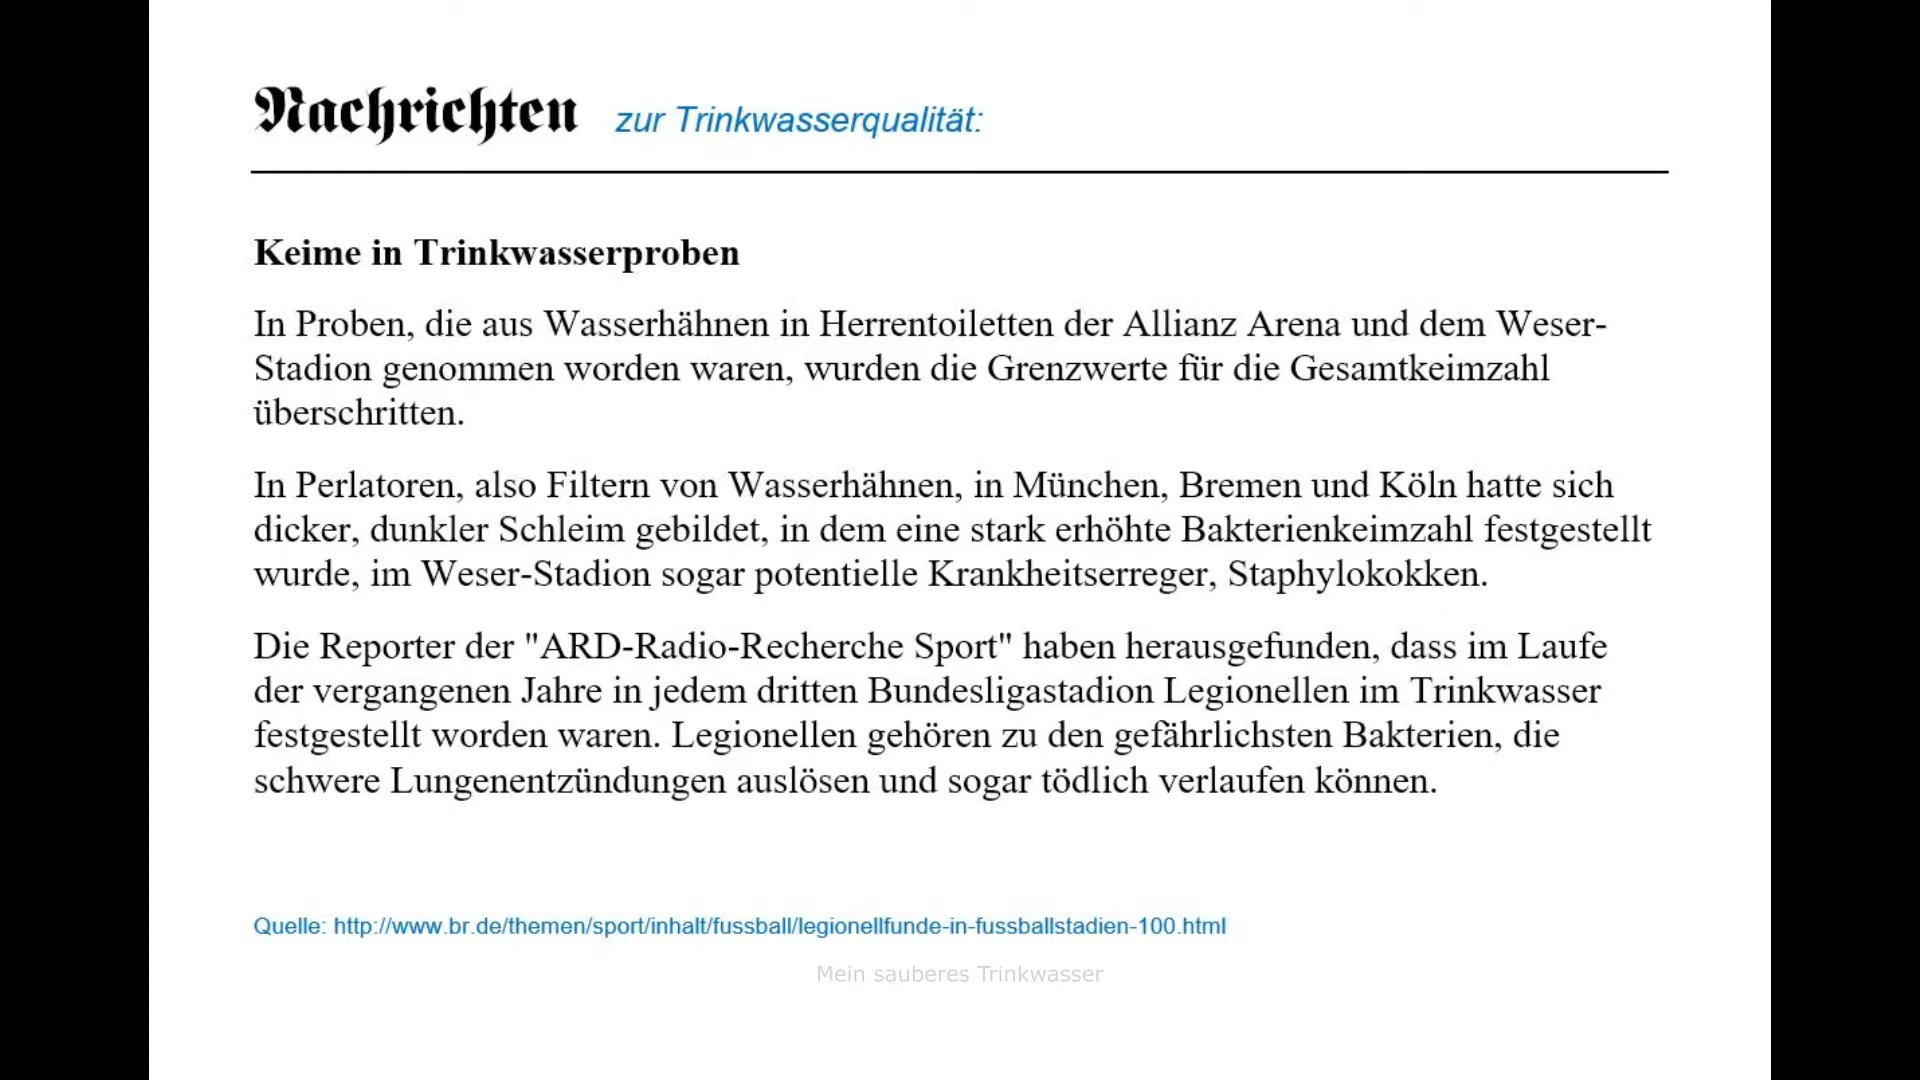 Nachrichten zur Trinkwasserqualität:
Keime in Trinkwasserproben
In Proben, die aus Wasserhähnen in Herrentoiletten der Allianz Arena und dem Weser-
Stadion genommen worden waren, wurden die Grenzwerte für die Gesamtkeimzahl
überschritten.
In Perlatoren, also Filtern von Wasserhähnen, in München, Bremen und Köln hatte sich
dicker, dunkler Schleim gebildet, in dem eine stark erhöhte Bakterienkeimzahl festgestellt
wurde, im Weser-Stadion sogar potentielle Krankheitserreger, Staphylokokken.
Die Reporter der "ARD-Radio-Recherche Sport" haben herausgefunden, dass im Laufe
der vergangenen Jahre in jedem dritten Bundesligastadion Legionellen im Trinkwasser
festgestellt worden waren. Legionellen gehören zu den gefährlichsten Bakterien, die
schwere Lungenentzündungen auslösen und sogar tödlich verlaufen können.
Quelle: http://www.br.de/themen/sport/inhalt/fussball/legionellfunde-in-fussballstadien-100.html
Mein sauberes Trinkwasser